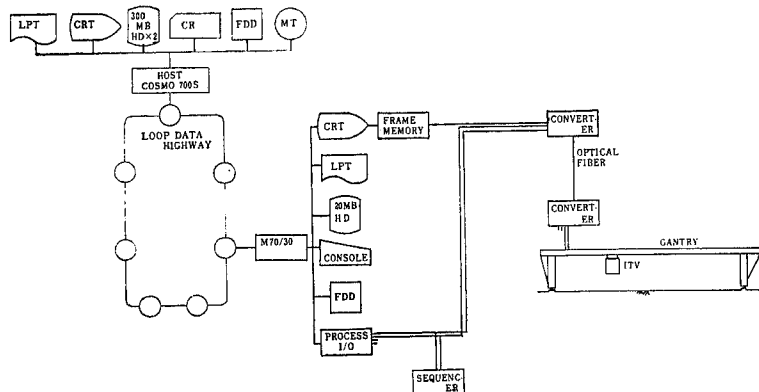 LPT
CRT
300
MB
HD×2
CR
FDD
MT
HOST
COSMO 700S
LOOP DATA
HIGHWAY
M70/30
CRT
FRAME
MEMORY
LPT
20MB
HD
CONSOLE
FDD
PROCESS
I/O
SEQUENC-
ER
CONVERT-
ER
OPTICAL
FIBER
CONVERT-
ER
GANTRY
ITV